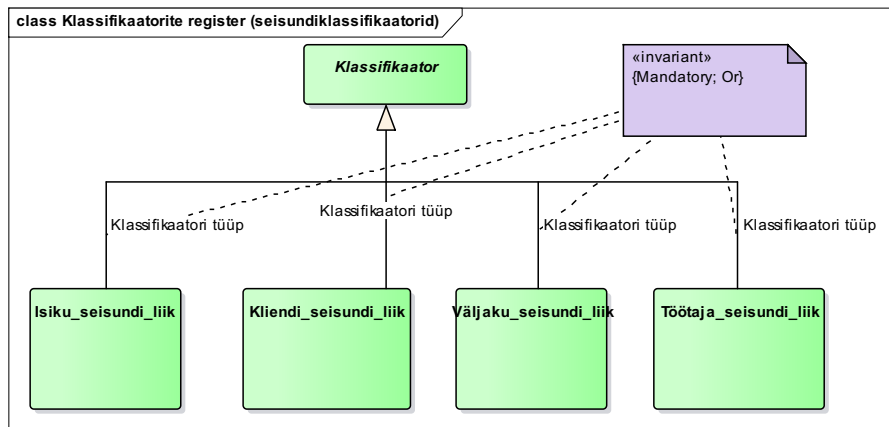 class Klassifikaatorite register (seisundiklassifikaatorid)
Klassifikaator
«invariant»
{Mandatory; Or}
Klassifikaatori tüüp
Klassifikaatori tüüp
Klassifikaatori tüüp
Klassifikaatori tüüp
Isiku_seisundi_liik
Kliendi_seisundi_liik
Väljaku_seisundi_liik
Töötaja_seisundi_liik